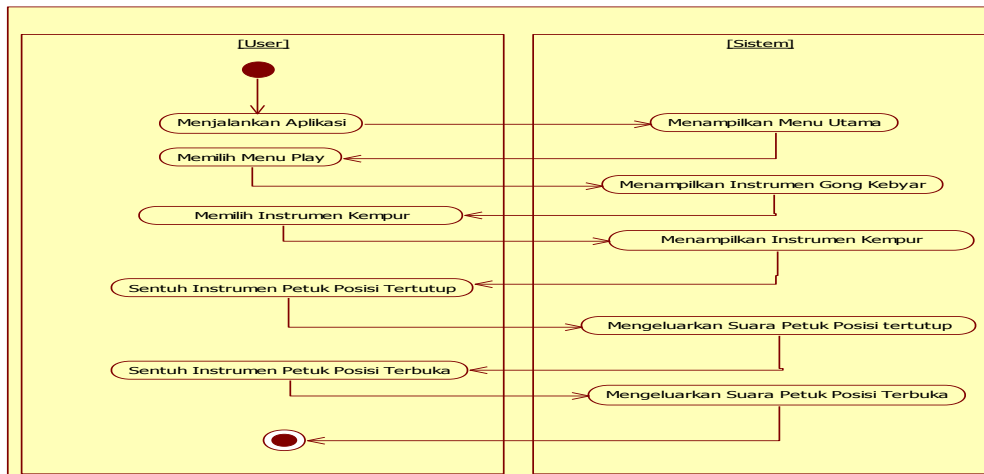 [User]
[Sistem]
Menjalankan Aplikasi
Menampilkan Menu Utama
Memilih Menu Play
Menampilkan Instrumen Gong Kebyar
Memilih Instrumen Kempur
Menampilkan Instrumen Kempur
Sentuh Instrumen Petuk Posisi Tertutup
Mengeluarkan Suara Petuk Posisi tertutup
Sentuh Instrumen Petuk Posisi Terbuka
Mengeluarkan Suara Petuk Posisi Terbuka